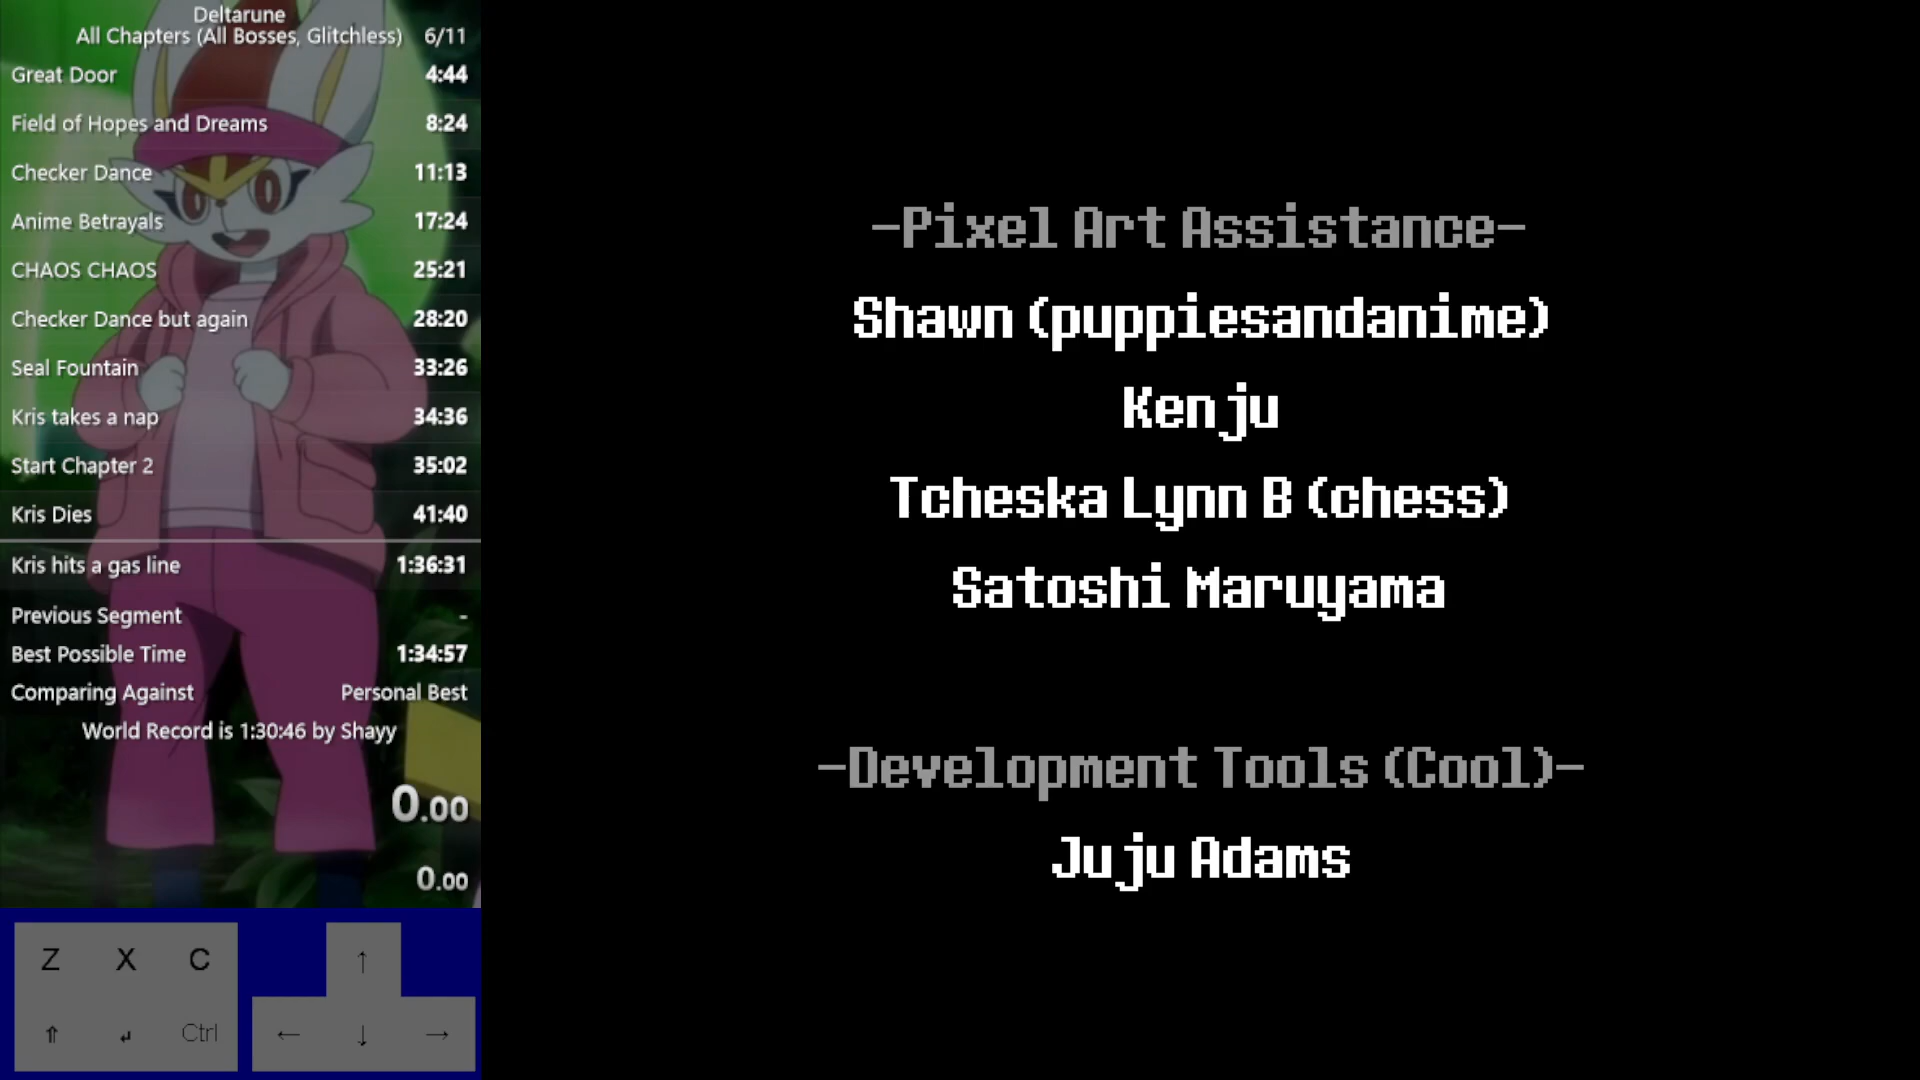 Deltarune
All Chapters (All Bosses, Glitchless) 6/11
Great Door 4:44
Field of Hopes and Dreams 8:24
Checker Dance 11:13
Anime Betrayals 17:24
CHAOS CHAOS 25:21
Checker Dance but again 28:20
Seal Fountain 33:26
Kris takes a nap 34:36
Start Chapter 2 35:02
Kris Dies 41:40
Kris hits a gas line 1:36:31
Previous Segment -
Best Possible Time 1:34:57
Comparing Against Personal Best
World Record is 1:30:46 by Shayy
0.00
0.00
Z X C ↑
⇑ ↵ Ctrl ← ↓ →
-Pixel Art Assistance-
Shawn (puppiesandanime)
Kenju
Tcheska Lynn B (chess)
Satoshi Maruyama
-Development Tools (Cool)-
Juju Adams